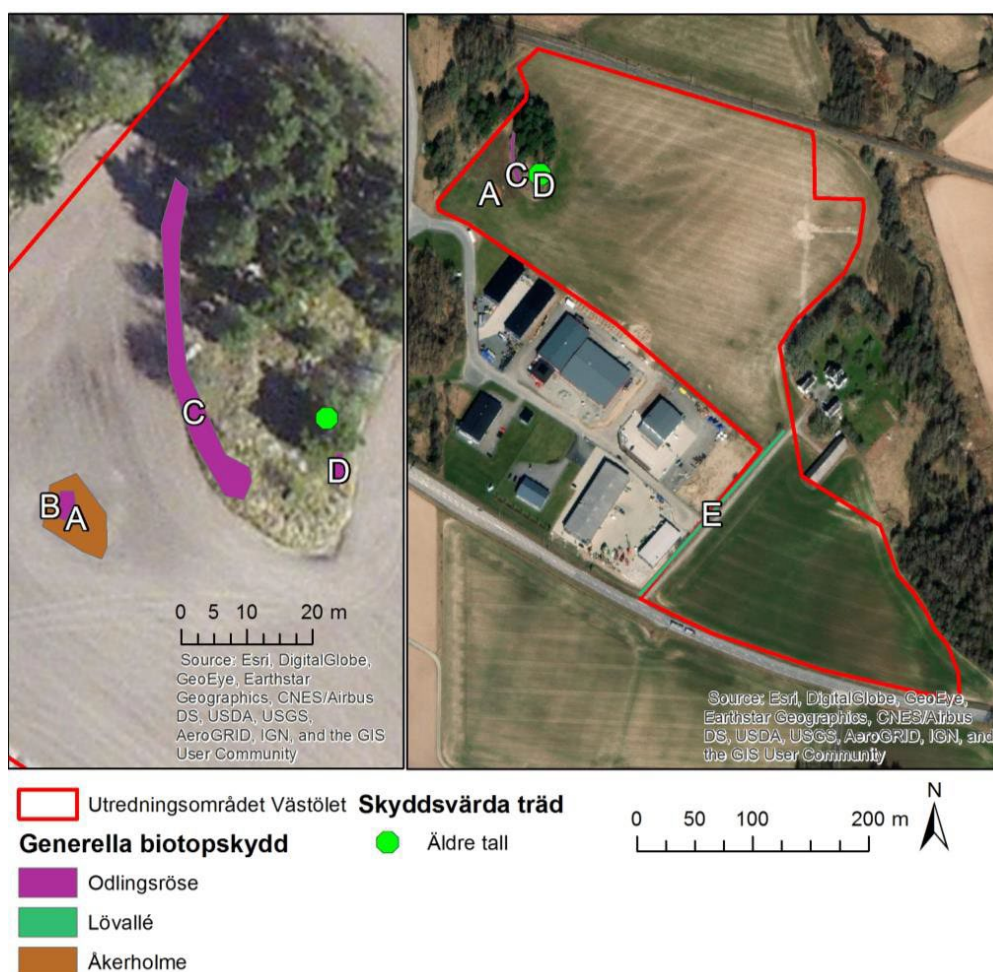 C
D
B
A
0 5 10 20 m
Source: Esri, DigitalGlobe,
GeoEye, Earthstar
Geographics, CNES/Airbus
DS, USDA, USGS,
AeroGRID, IGN, and the GIS
User Community
A
C
D
E
Source: Esri, DigitalGlobe, GeoEye,
Earthstar Geographics, CNES/Airbus
DS, USDA, USGS, AeroGRID, IGN, and
the GIS User Community
Utredningsområdet Västölet
Generella biotopskydd
Odlingsröse
Lövallé
Åkerholme
Skyddsvärda träd
Äldre tall
0 50 100 200 m
N